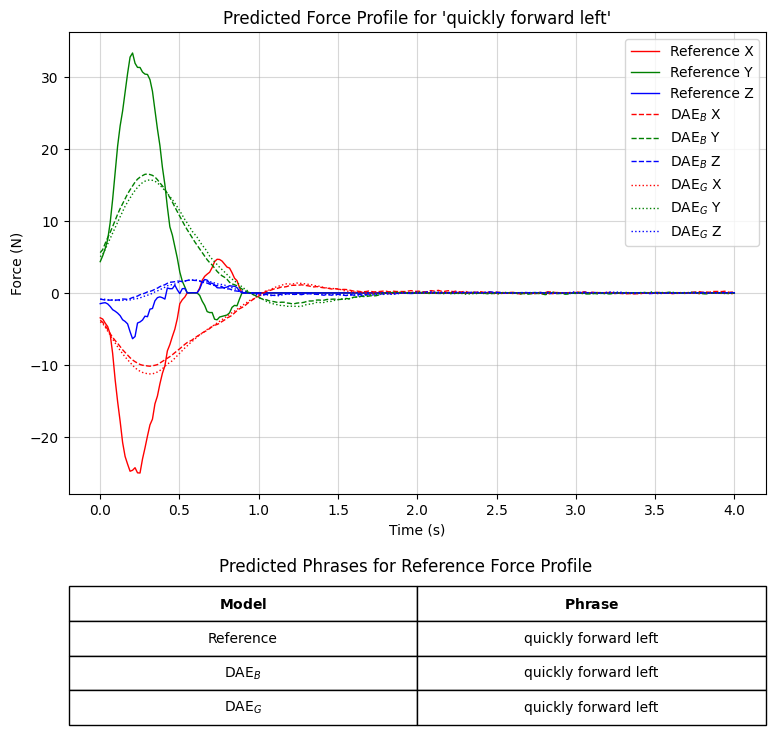 Predicted Force Profile for 'quickly forward left'
Force (N)
30
20
10
0
−10
−20
Reference X
Reference Y
Reference Z
DAE_B X
DAE_B Y
DAE_B Z
DAE_G X
DAE_G Y
DAE_G Z
0.0 0.5 1.0 1.5 2.0 2.5 3.0 3.5 4.0
Time (s)
Predicted Phrases for Reference Force Profile
Model Phrase
Reference quickly forward left
DAE_B quickly forward left
DAE_G quickly forward left